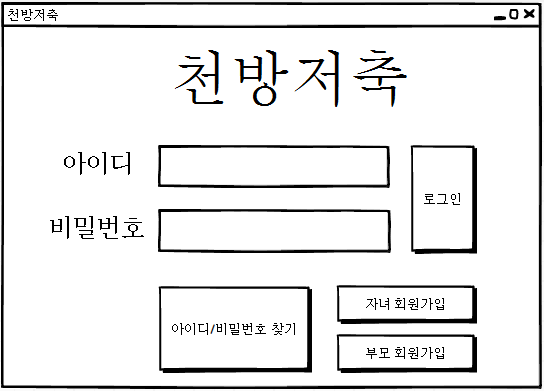 천방저축
천방저축
아이디
로그인
비밀번호
아이디/비밀번호 찾기
자녀 회원가입
부모 회원가입